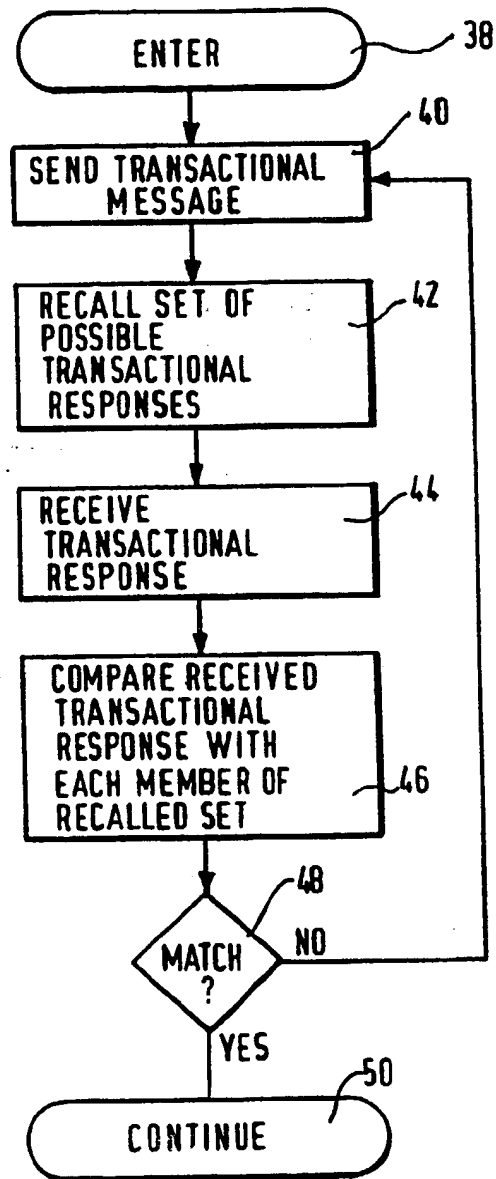 ENTER
38
40
SEND TRANSACTIONAL
MESSAGE
42
RECALL SET OF
POSSIBLE
TRANSACTIONAL
RESPONSES
44
RECEIVE
TRANSACTIONAL
RESPONSE
COMPARE RECEIVED
TRANSACTIONAL
RESPONSE WITH
EACH MEMBER OF
RECALLED SET
46
48
MATCH
?
NO
YES
50
CONTINUE